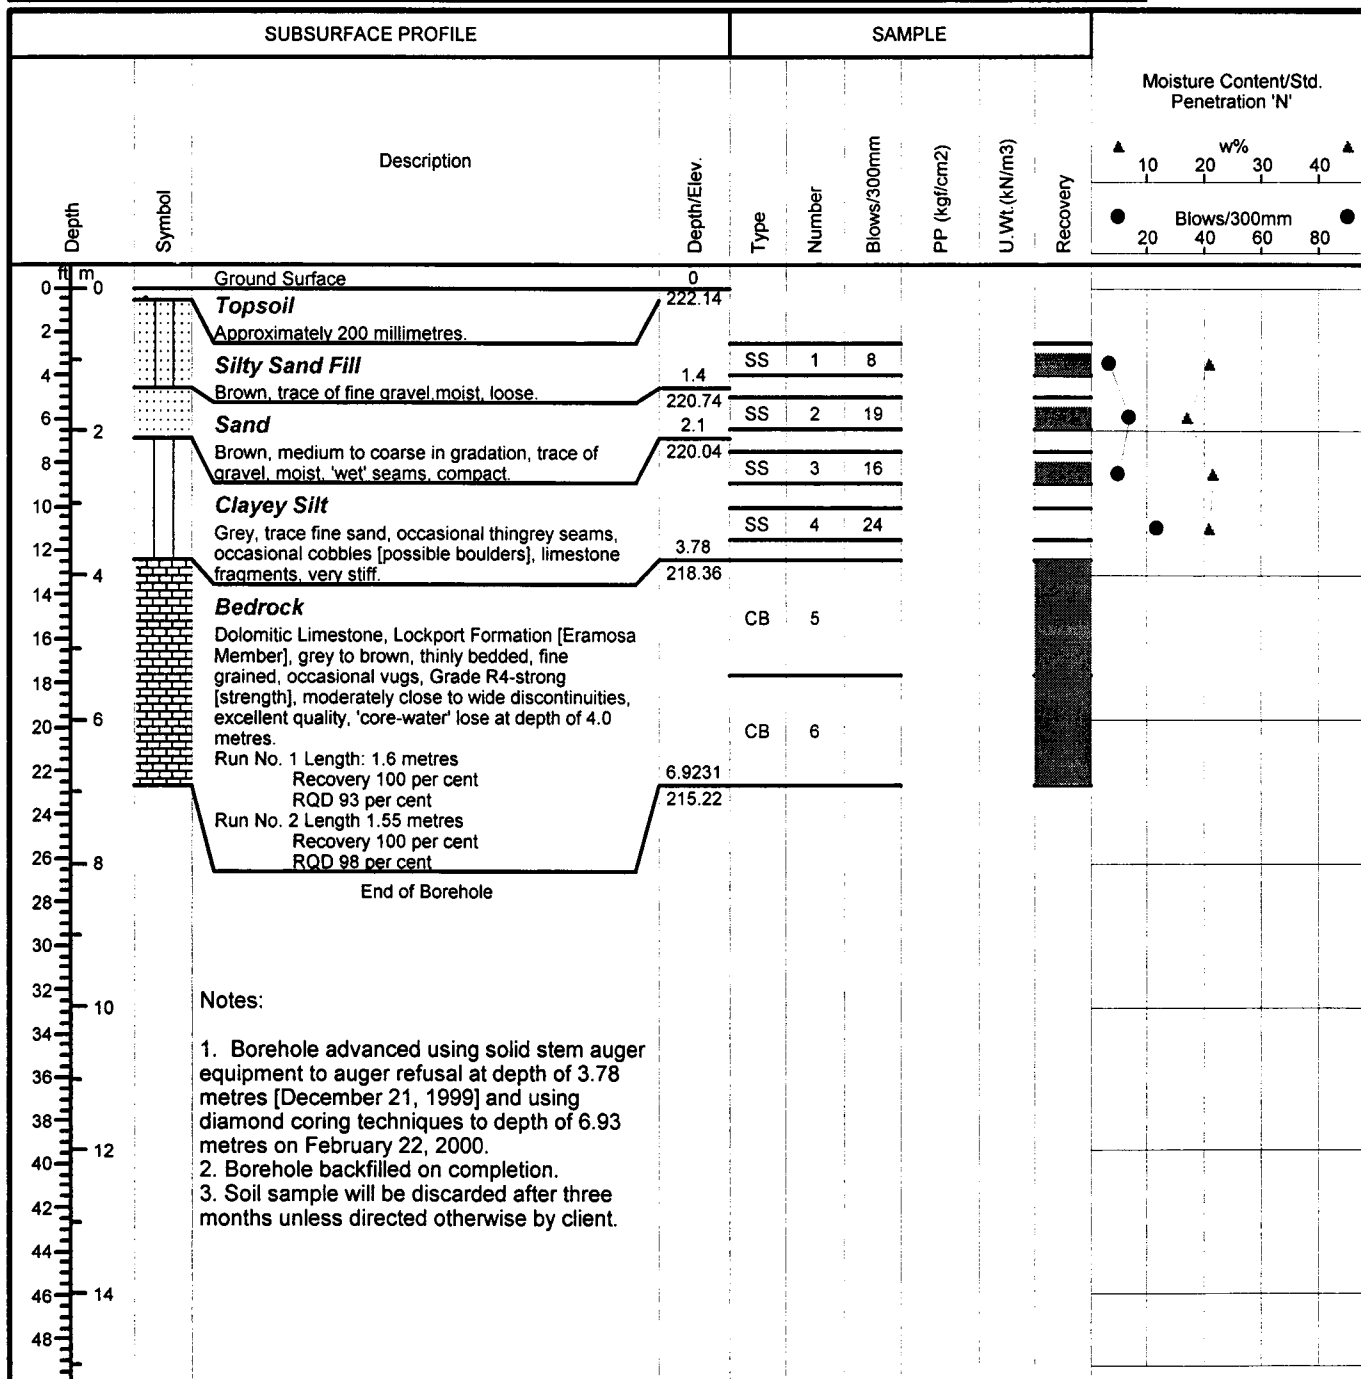 SUBSURFACE PROFILE
SAMPLE
Moisture Content/Std.
Penetration 'N'
w%
10 20 30 40
Blows/300mm
20 40 60 80
Depth
Symbol
Description
Depth/Elev.
Type
Number
Blows/300mm
PP (kgf/cm2)
U.Wt.(kN/m3)
Recovery
ft m
0 0
2
4
6 2
8
10
12
4
14
16
18
20 6
22
24
26 8
28
30
32
10
34
36
38
12
40
42
44
46 14
48
Ground Surface
0
222.14
Topsoil
Approximately 200 millimetres.
Silty Sand Fill
Brown, trace of fine gravel,moist, loose.
1.4
220.74
Sand
Brown, medium to coarse in gradation, trace of
gravel, moist, 'wet' seams, compact.
2.1
220.04
Clayey Silt
Grey, trace fine sand, occasional thingrey seams,
occasional cobbles [possible boulders], limestone
fragments, very stiff.
3.78
218.36
Bedrock
Dolomitic Limestone, Lockport Formation [Eramosa
Member], grey to brown, thinly bedded, fine
grained, occasional vugs, Grade R4-strong
[strength], moderately close to wide discontinuities,
excellent quality, 'core-water' lose at depth of 4.0
metres.
Run No. 1 Length: 1.6 metres
Recovery 100 per cent
RQD 93 per cent
Run No. 2 Length 1.55 metres
Recovery 100 per cent
RQD 98 per cent
6.9231
215.22
End of Borehole
SS 1 8
SS 2 19
SS 3 16
SS 4 24
CB 5
CB 6
Notes:
1. Borehole advanced using solid stem auger
equipment to auger refusal at depth of 3.78
metres [December 21, 1999] and using
diamond coring techniques to depth of 6.93
metres on February 22, 2000.
2. Borehole backfilled on completion.
3. Soil sample will be discarded after three
months unless directed otherwise by client.